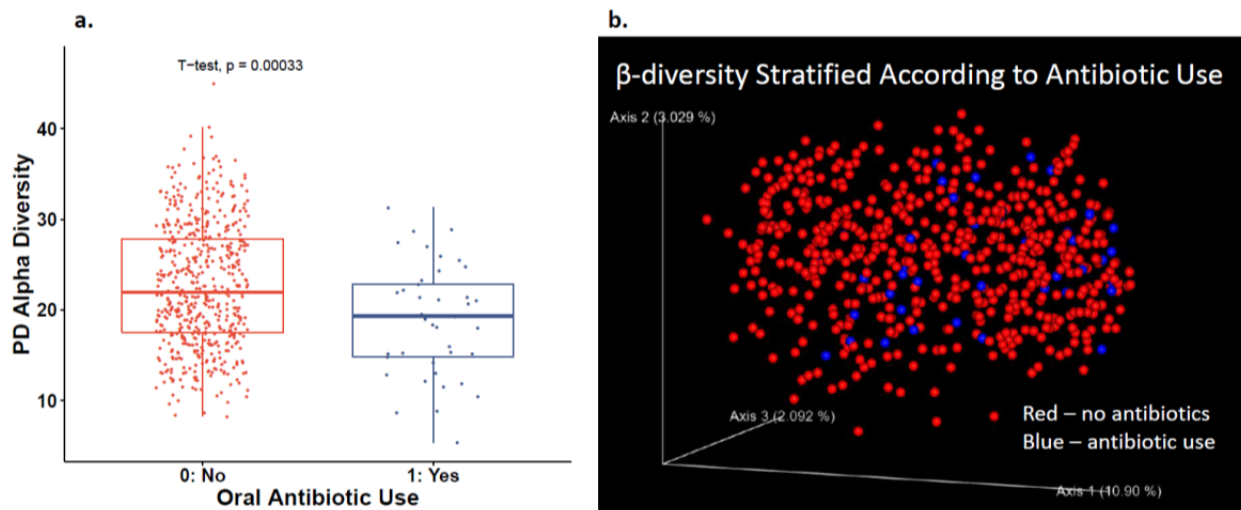 a.
T-test, p = 0.00033
PD Alpha Diversity
40
30
20
10
0: No
1: Yes
Oral Antibiotic Use
b.
β-diversity Stratified According to Antibiotic Use
Axis 2 (3.029 %)
Axis 3 (2.092 %)
Red – no antibiotics
Blue – antibiotic use
Axis 1 (10.90 %)